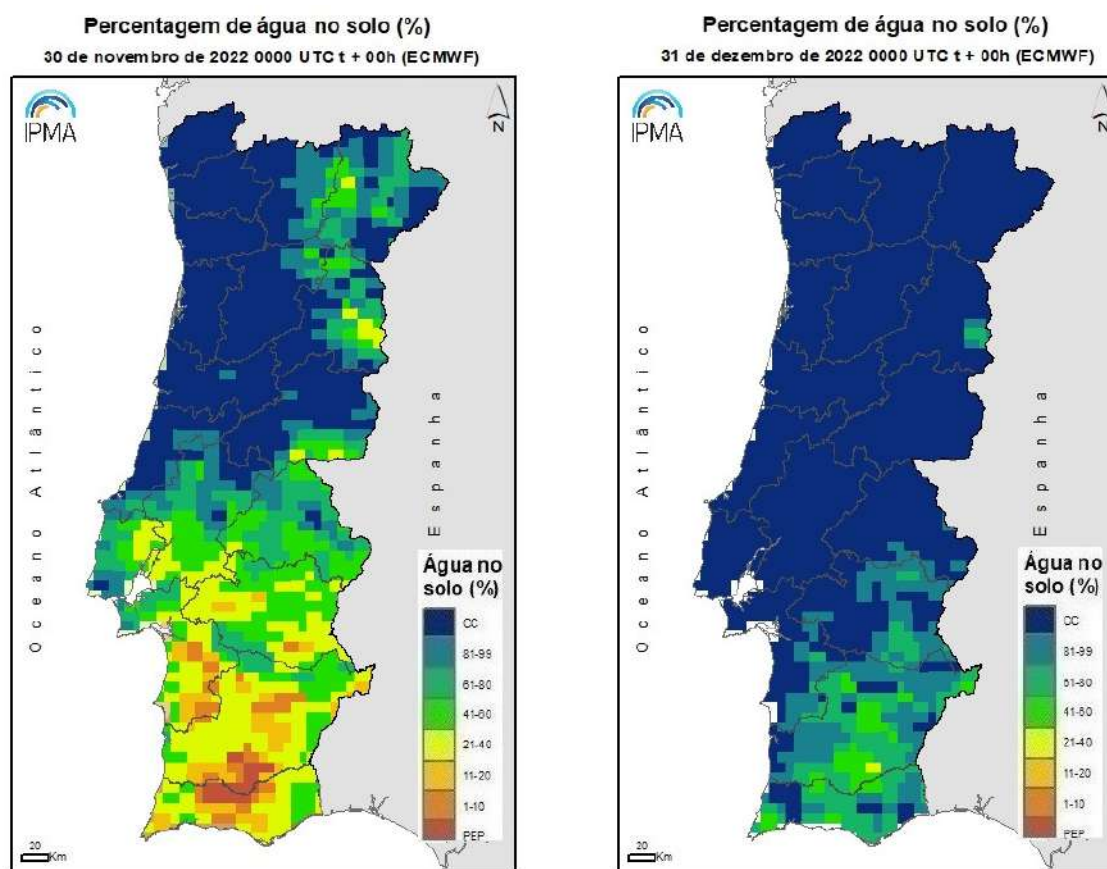 Percentagem de água no solo (%)
30 de novembro de 2022 0000 UTC t + 00h (ECMWF)
IPMA
N
Oceano Atlântico
Espanha
Água no
solo (%)
CC
81-99
61-80
41-60
21-40
11-20
1-10
PEP
20
Km
Percentagem de água no solo (%)
31 de dezembro de 2022 0000 UTC t + 00h (ECMWF)
IPMA
N
Oceano Atlântico
Espanha
Água no
solo (%)
CC
81-99
61-80
41-60
21-40
11-20
1-10
PEP
20
Km